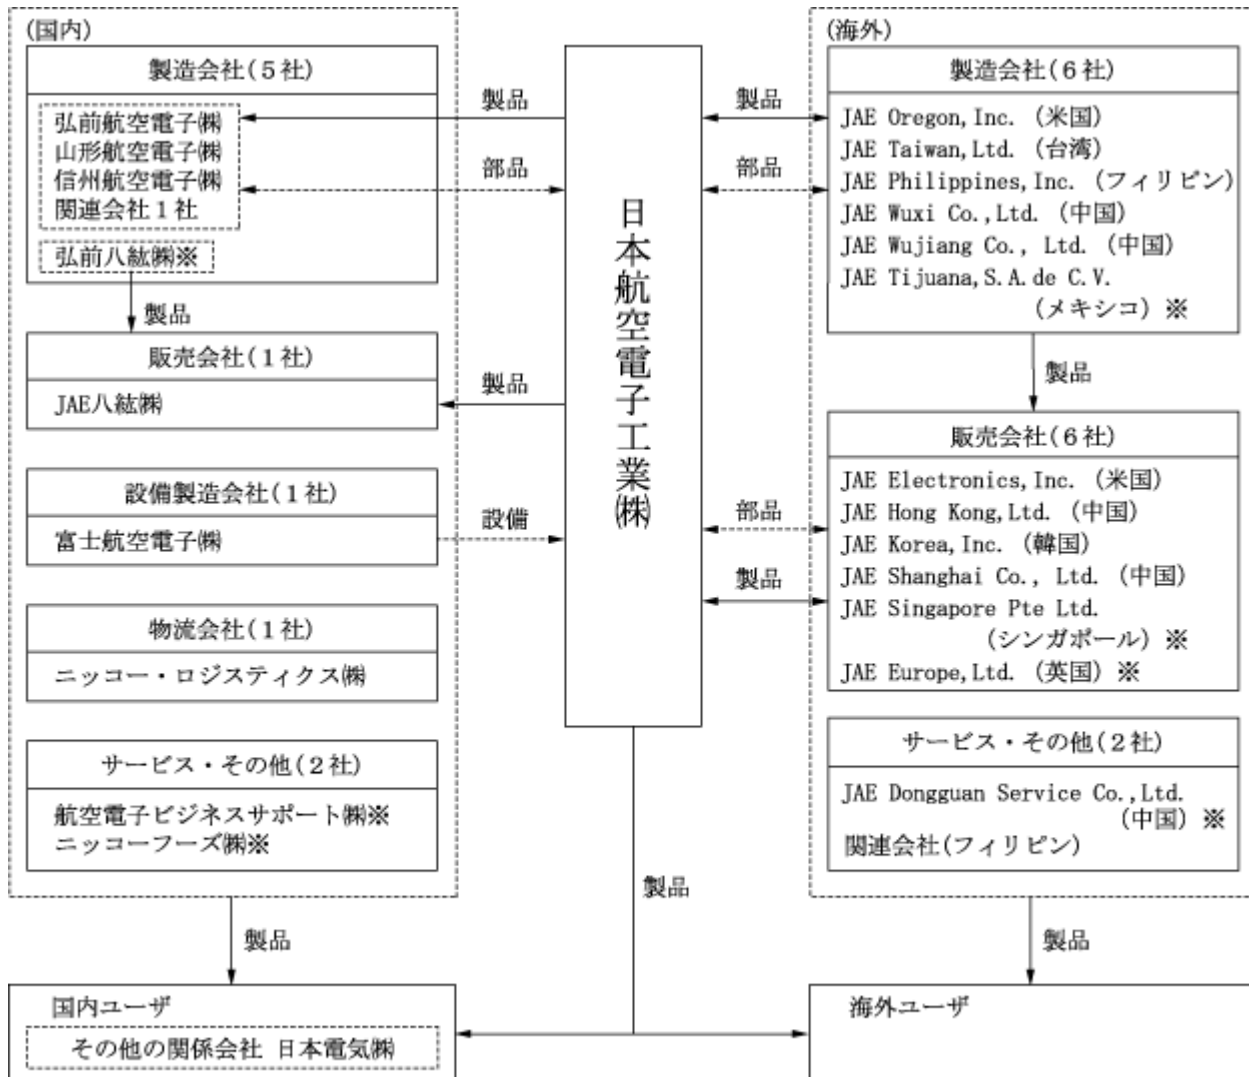 (国内)
製造会社(５社)
弘前航空電子㈱
山形航空電子㈱
信州航空電子㈱
関連会社１社
弘前八紘㈱※
製品
販売会社(１社)
JAE八紘㈱
設備製造会社(１社)
富士航空電子㈱
物流会社(１社)
ニッコー・ロジスティクス㈱
サービス・その他(２社)
航空電子ビジネスサポート㈱※
ニッコーフーズ㈱※
製品
国内ユーザ
その他の関係会社 日本電気㈱
製品
部品
製品
設備
日本航空電子工業㈱
製品
製品
部品
部品
製品
(海外)
製造会社(６社)
JAE Oregon,Inc. (米国)
JAE Taiwan,Ltd. (台湾)
JAE Philippines,Inc. (フィリピン)
JAE Wuxi Co.,Ltd. (中国)
JAE Wujiang Co., Ltd. (中国)
JAE Tijuana,S.A.de C.V.
(メキシコ) ※
製品
販売会社(６社)
JAE Electronics,Inc. (米国)
JAE Hong Kong,Ltd. (中国)
JAE Korea,Inc. (韓国)
JAE Shanghai Co., Ltd. (中国)
JAE Singapore Pte Ltd.
(シンガポール) ※
JAE Europe,Ltd. (英国) ※
サービス・その他(２社)
JAE Dongguan Service Co.,Ltd.
(中国) ※
関連会社(フィリピン)
製品
海外ユーザ